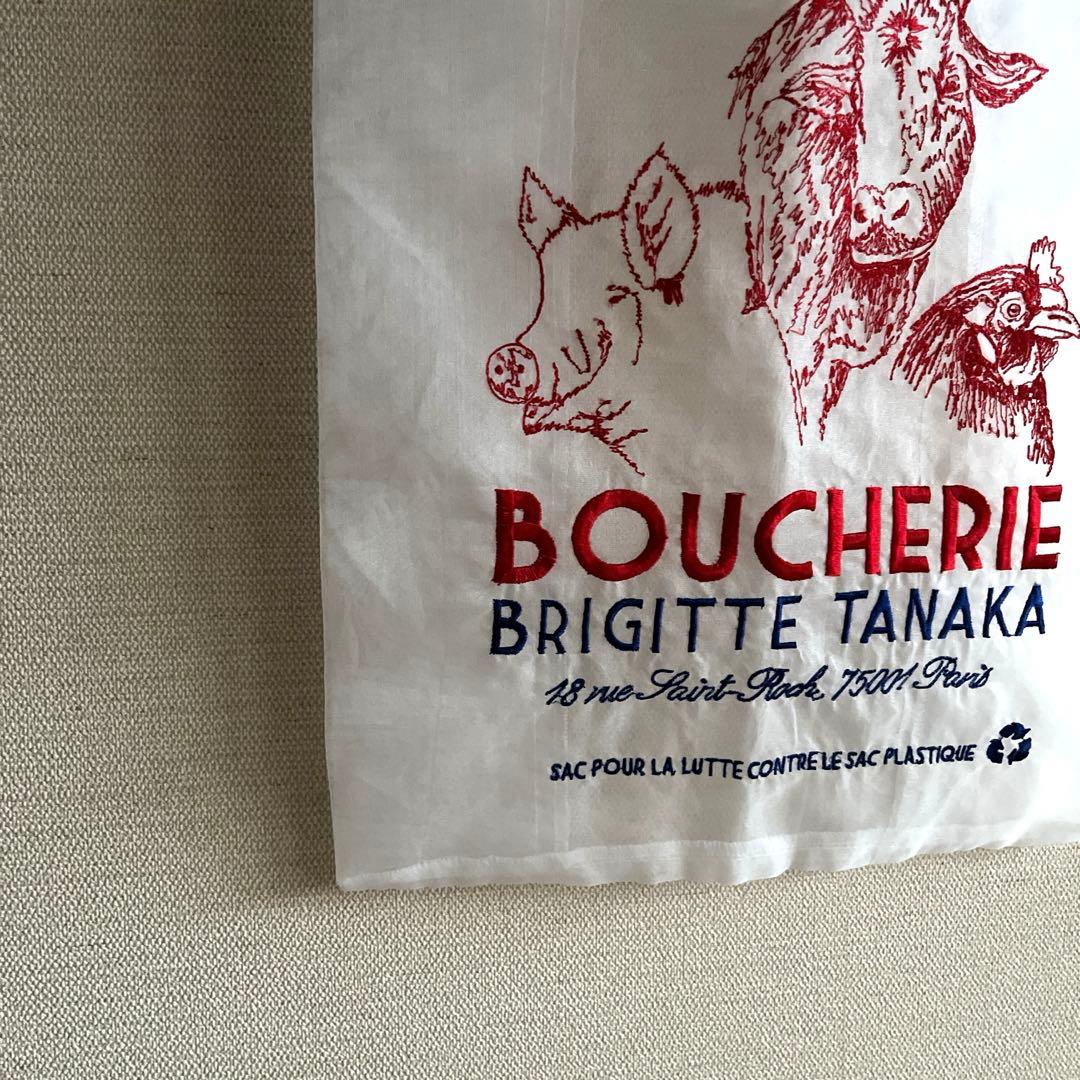 BOUCHERIE
BRIGITTE TANAKA
18 rue Saint-Roch, 75001 Paris
SAC POUR LA LUTTE CONTRE LE SAC PLASTIQUE